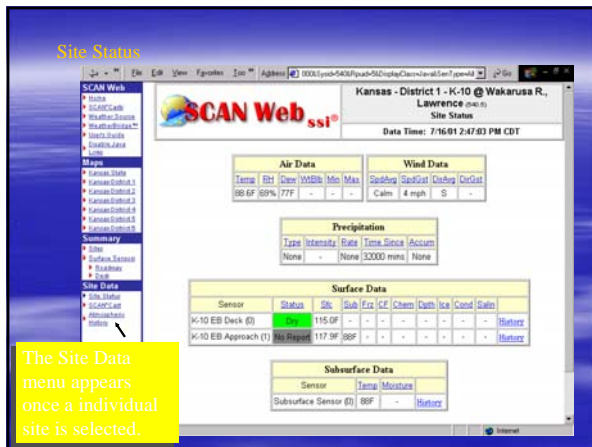 Site Status
File Edit View Favorites Address Go
SCAN Web
Home
SCAN*Cast
Weather Source
WeatherBridge™
User's Guide
Disable Java
Maps
Kansas State
Kansas District 1
Kansas District 2
Kansas District 3
Kansas District 4
Kansas District 5
Kansas District 6
Summary
Sites
Surface Sensors
Roadway
Deck
Site Data
Site Status
SCAN*Cast
Atmospheric
History
SCAN Web ssi®
Kansas - District 1 - K-10 @ Wakarusa R.,
Lawrence (540.5)
Site Status
Data Time: 7/16/01 2:47:03 PM CDT
Air Data
Temp RH Dew WtBlb Min Max
88.6F 69% 77F - - -
Wind Data
SpdAvg SpdGst DirAvg DirGst
Calm 4 mph S -
Precipitation
Type Intensity Rate Time Since Accum
None - None 32000 mins None
Surface Data
Sensor Status Sfc Sub Frz CF Chem Dpth Ice Cond Salin
K-10 EB Deck (0) Dry 115.0F - - - - - - - - History
K-10 EB Approach (1) No Report 117.9F 88F - - - - - - - History
Subsurface Data
Sensor Temp Moisture
Subsurface Sensor (0) 88F - History
The Site Data
menu appears
once a individual
site is selected.
Internet